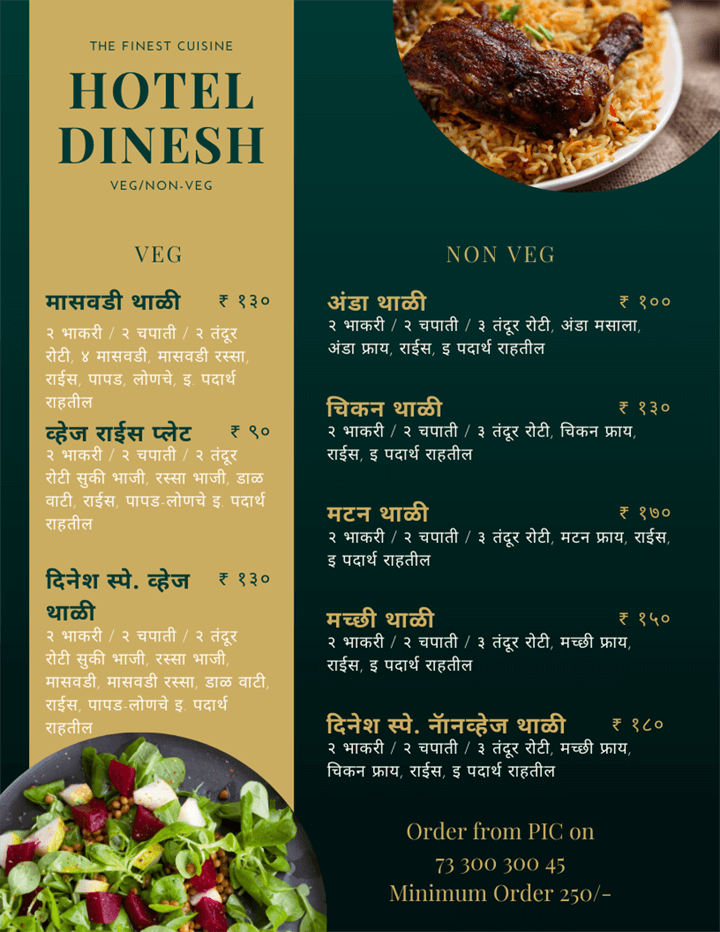 THE FINEST CUISINE
HOTEL
DINESH
VEG/NON-VEG
VEG
मासवडी थाळी ₹ १३०
२ भाकरी / २ चपाती / २ तंदूर
रोटी, ४ मासवडी, मासवडी रस्सा,
राईस, पापड, लोणचे, इ. पदार्थ
राहतील
व्हेज राईस प्लेट ₹ ९०
२ भाकरी / २ चपाती / २ तंदूर
रोटी सुकी भाजी, रस्सा भाजी, डाळ
वाटी, राईस, पापड-लोणचे इ. पदार्थ
राहतील
दिनेश स्पे. व्हेज ₹ १३०
थाळी
२ भाकरी / २ चपाती / २ तंदूर
रोटी सुकी भाजी, रस्सा भाजी,
मासवडी, मासवडी रस्सा, डाळ वाटी,
राईस, पापड-लोणचे इ. पदार्थ
राहतील
NON VEG
अंडा थाळी ₹ १००
२ भाकरी / २ चपाती / ३ तंदूर रोटी, अंडा मसाला,
अंडा फ्राय, राईस, इ पदार्थ राहतील
चिकन थाळी ₹ १३०
२ भाकरी / २ चपाती / ३ तंदूर रोटी, चिकन फ्राय,
राईस, इ पदार्थ राहतील
मटन थाळी ₹ १७०
२ भाकरी / २ चपाती / ३ तंदूर रोटी, मटन फ्राय, राईस,
इ पदार्थ राहतील
मच्छी थाळी ₹ १५०
२ भाकरी / २ चपाती / ३ तंदूर रोटी, मच्छी फ्राय,
राईस, इ पदार्थ राहतील
दिनेश स्पे. नॅानव्हेज थाळी ₹ १८०
२ भाकरी / २ चपाती / ३ तंदूर रोटी, मच्छी फ्राय,
चिकन फ्राय, राईस, इ पदार्थ राहतील
Order from PIC on
73 300 300 45
Minimum Order 250/-